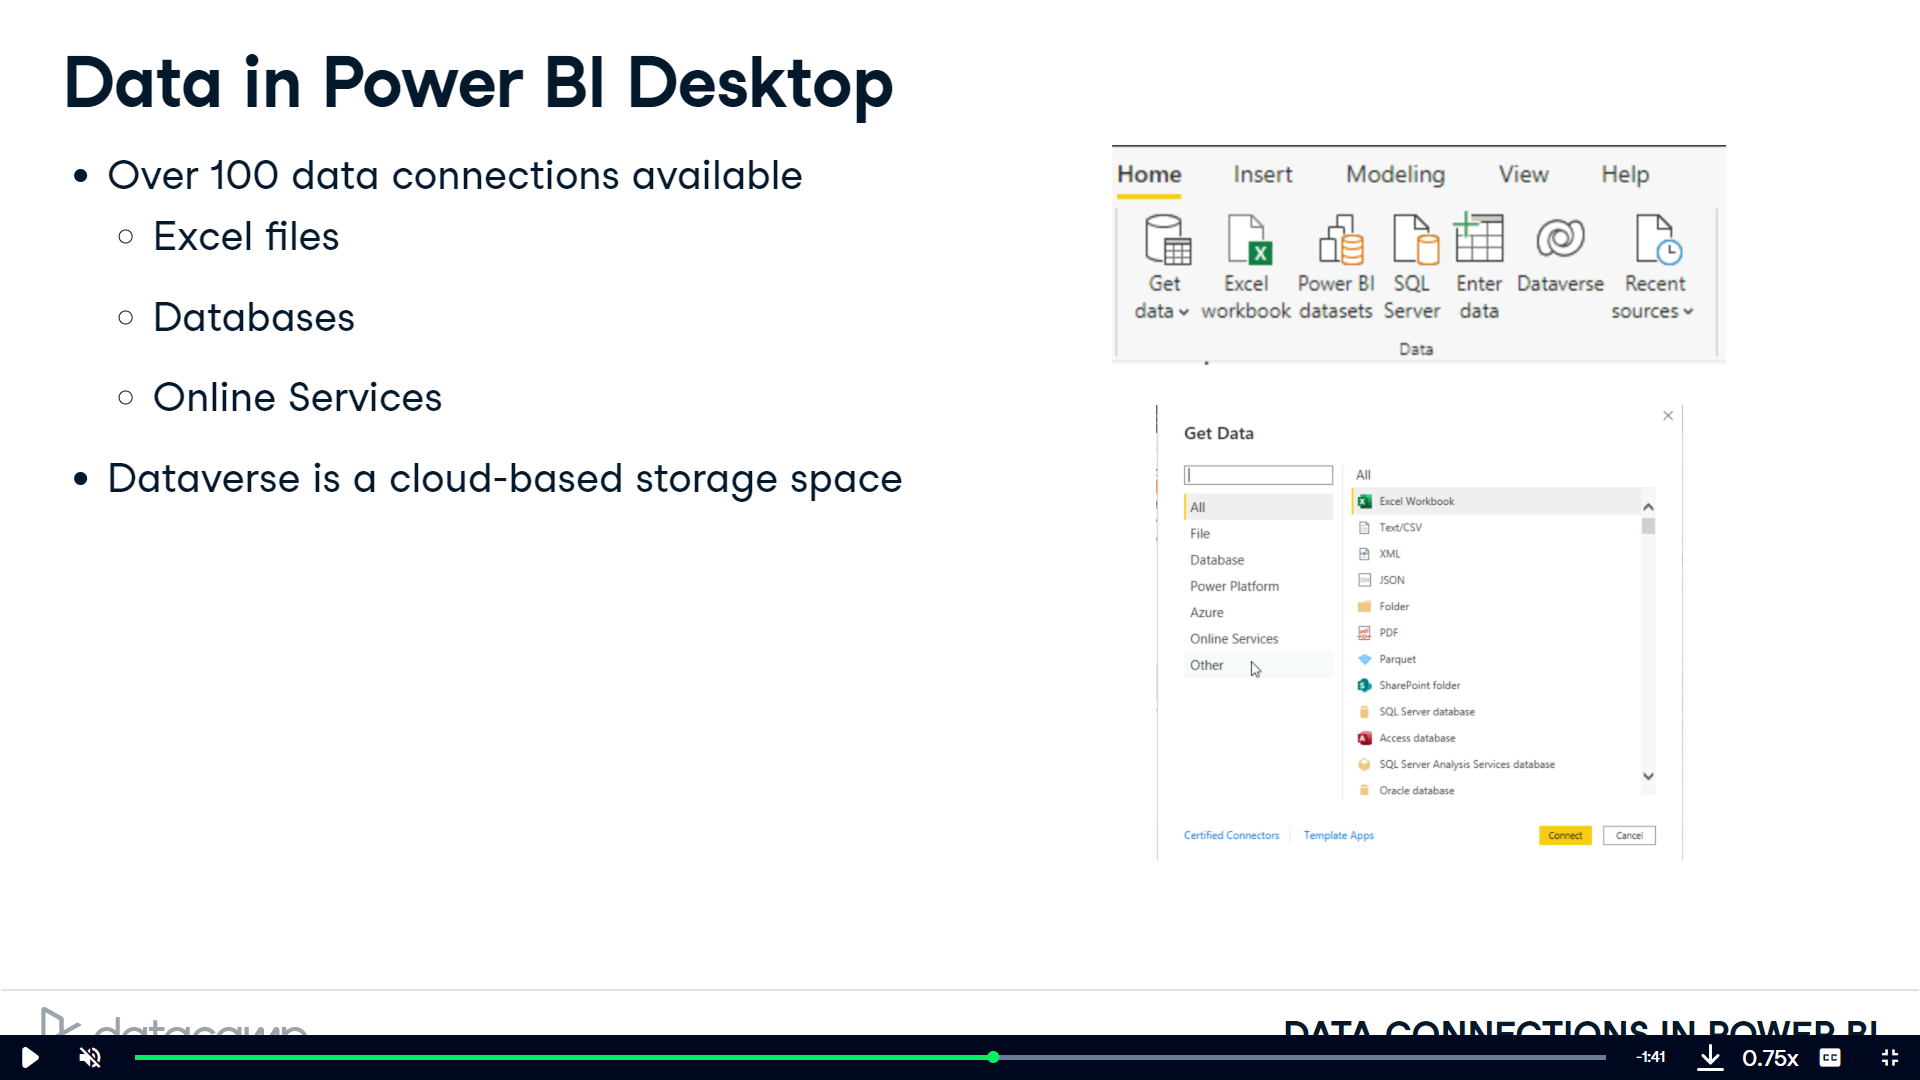 Data in Power BI Desktop
Over 100 data connections available
Excel files
Databases
Online Services
Dataverse is a cloud-based storage space
Home Insert Modeling View Help
Get data
Excel workbook
Power BI datasets
SQL Server
Enter data
Dataverse
Recent sources
Data
Get Data
All
File
Database
Power Platform
Azure
Online Services
Other
All
Excel Workbook
Text/CSV
XML
JSON
Folder
PDF
Parquet
SharePoint folder
SQL Server database
Access database
SQL Server Analysis Services database
Oracle database
Certified Connectors Template Apps
Connect Cancel
datacamp
DATA CONNECTIONS IN POWER BI
-1:41 0.75x CC